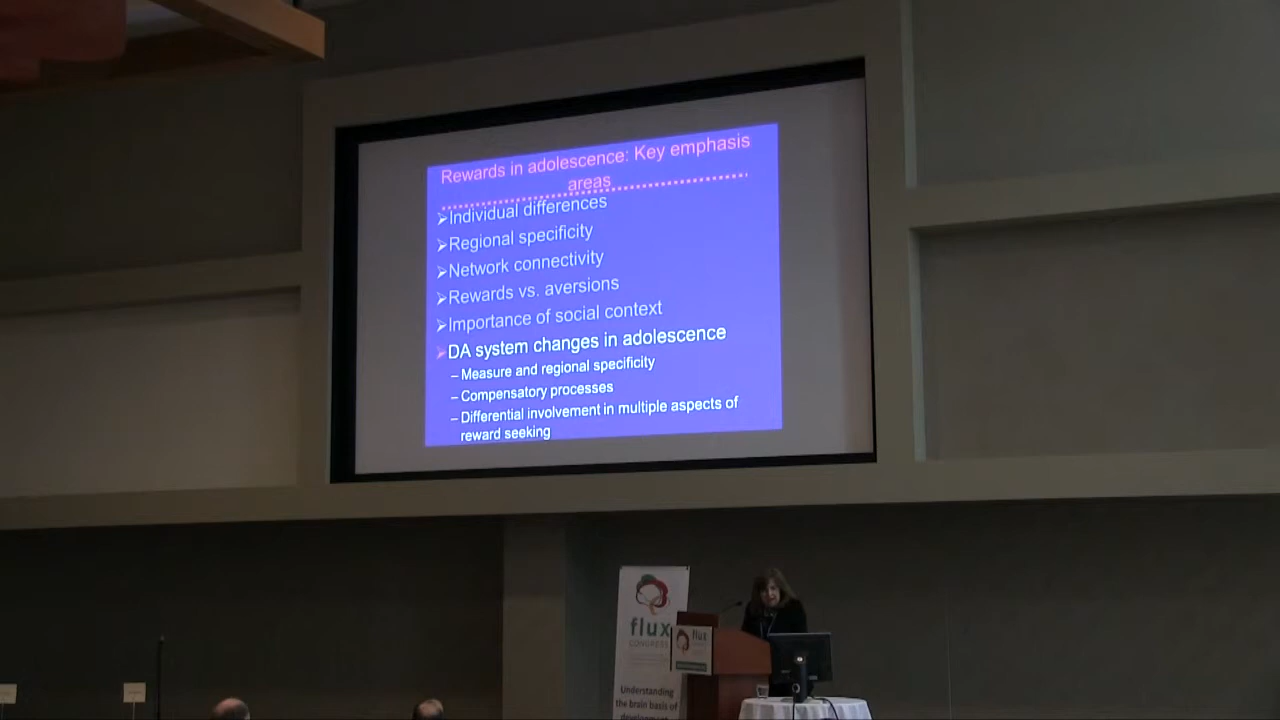 Rewards in adolescence: Key emphasis
areas
➢Individual differences
➢Regional specificity
➢Network connectivity
➢Rewards vs. aversions
➢Importance of social context
➢DA system changes in adolescence
– Measure and regional specificity
– Compensatory processes
– Differential involvement in multiple aspects of
reward seeking
flux
CONGRESS
Understanding
the brain basis of
development
flux